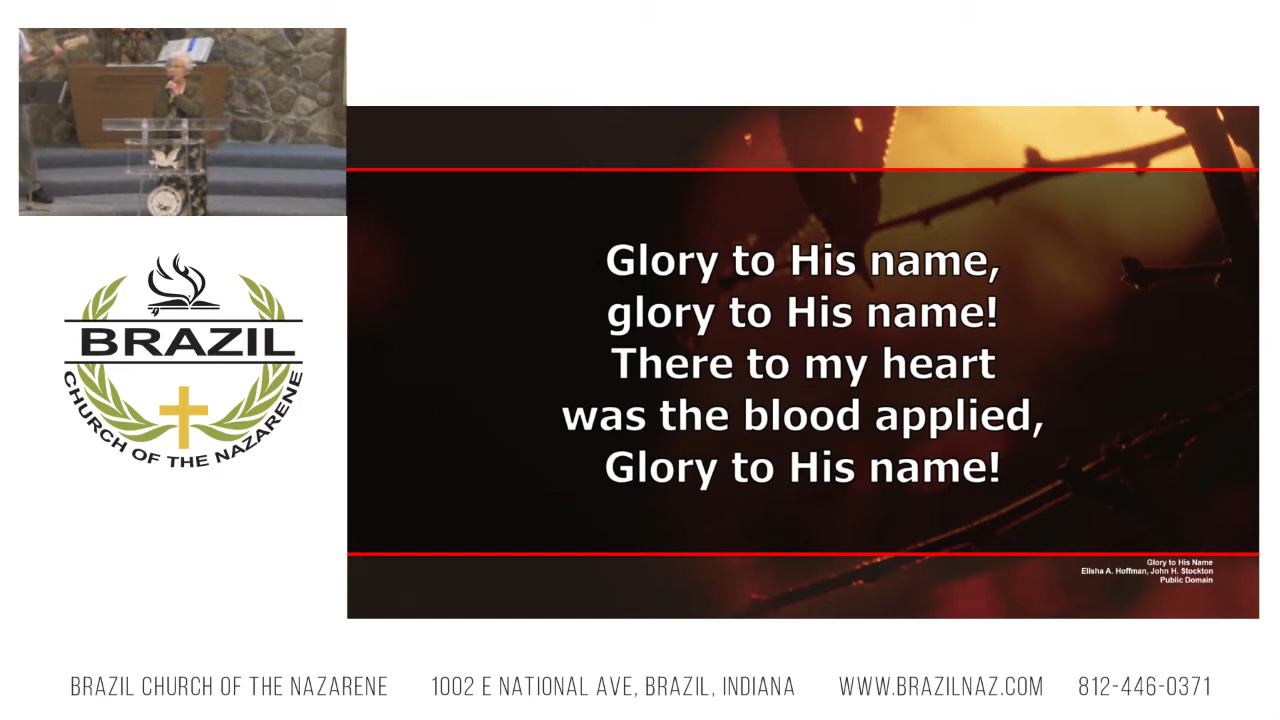 BRAZIL
CHURCH OF THE NAZARENE
Glory to His name,
glory to His name!
There to my heart
was the blood applied,
Glory to His name!
Glory to His Name
Elisha A. Hoffman, John H. Stockton
Public Domain
BRAZIL CHURCH OF THE NAZARENE 1002 E NATIONAL AVE, BRAZIL, INDIANA WWW.BRAZILNAZ.COM 812-446-0371